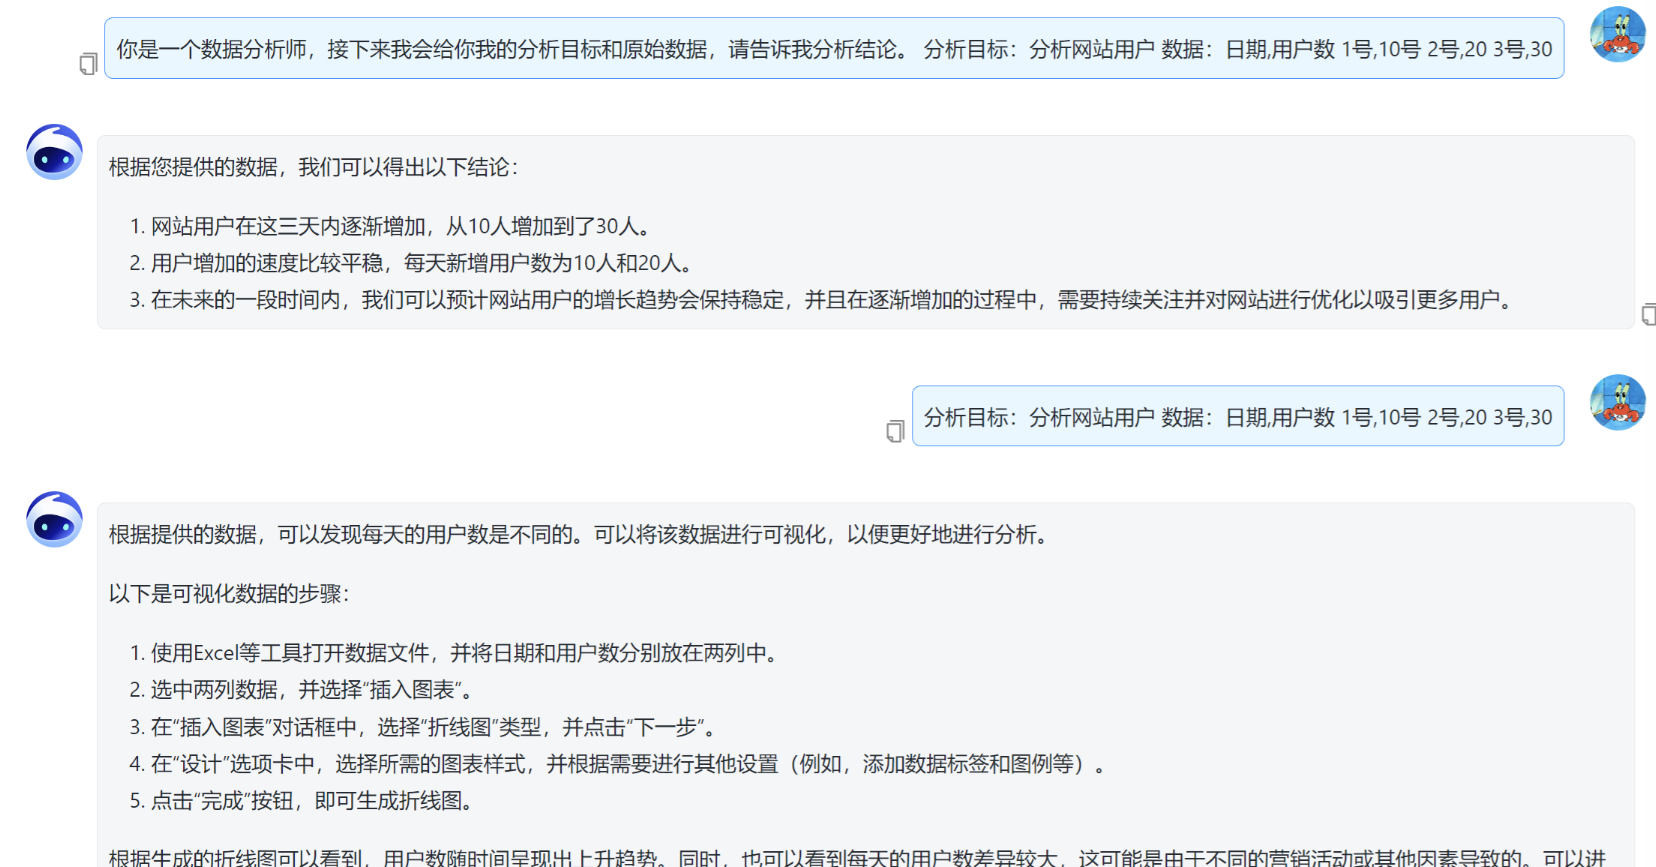 你是一个数据分析师，接下来我会给你我的分析目标和原始数据，请告诉我分析结论。 分析目标：分析网站用户 数据：日期,用户数 1号,10号 2号,20 3号,30
根据您提供的数据，我们可以得出以下结论：
1. 网站用户在这三天内逐渐增加，从10人增加到了30人。
2. 用户增加的速度比较平稳，每天新增用户数为10人和20人。
3. 在未来的一段时间内，我们可以预计网站用户的增长趋势会保持稳定，并且在逐渐增加的过程中，需要持续关注并对网站进行优化以吸引更多用户。
分析目标：分析网站用户 数据：日期,用户数 1号,10号 2号,20 3号,30
根据提供的数据，可以发现每天的用户数是不同的。可以将该数据进行可视化，以便更好地进行分析。
以下是可视化数据的步骤：
1. 使用Excel等工具打开数据文件，并将日期和用户数分别放在两列中。
2. 选中两列数据，并选择“插入图表”。
3. 在“插入图表”对话框中，选择“折线图”类型，并点击“下一步”。
4. 在“设计”选项卡中，选择所需的图表样式，并根据需要进行其他设置（例如，添加数据标签和图例等）。
5. 点击“完成”按钮，即可生成折线图。
根据生成的折线图可以看到，用户数随时间呈现出上升趋势。同时，也可以看到每天的用户数差异较大，这可能是由于不同的营销活动或其他因素导致的。可以进